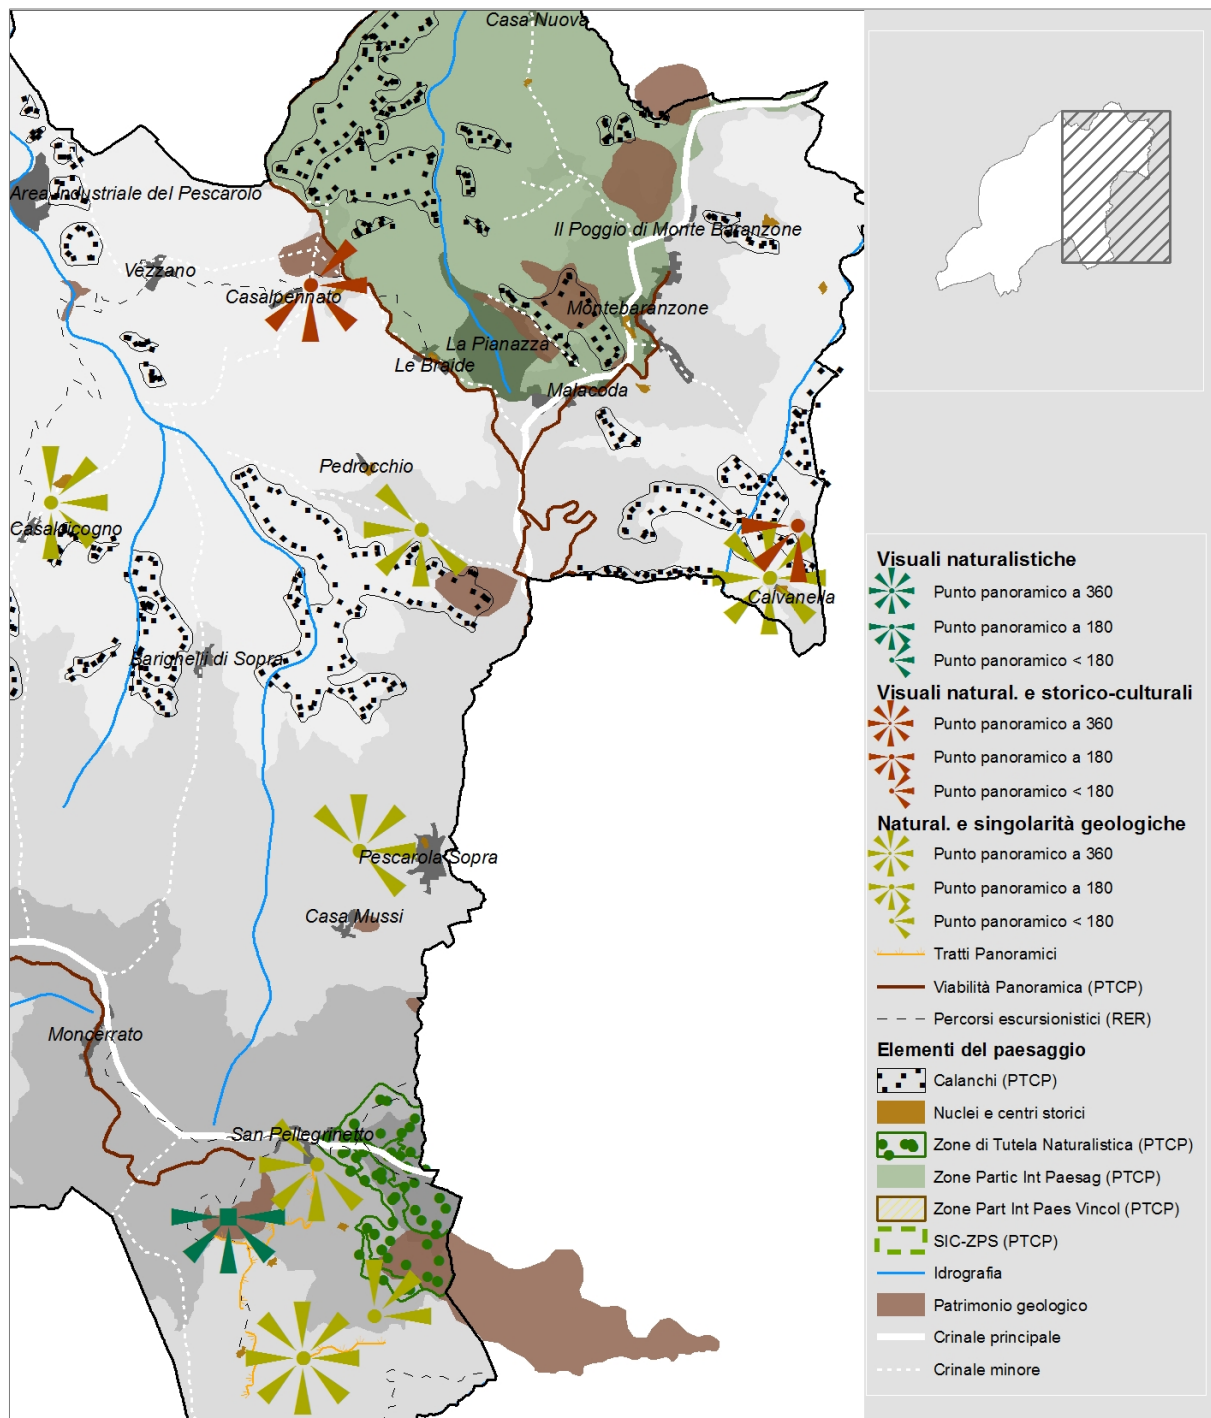 Casa Nuova
Area Industriale del Pescarolo
Il Poggio di Monte Baranzone
Vezzano
Casalpennato
Montebaranzone
La Pianazza
Le Braide
Malacoda
Pedrocchio
Casalricogno
Calvanella
Barighelli di Sopra
Pescarola Sopra
Casa Mussi
Moncerrato
San Pellegrinetto
Visuali naturalistiche
Punto panoramico a 360
Punto panoramico a 180
Punto panoramico < 180
Visuali natural. e storico-culturali
Punto panoramico a 360
Punto panoramico a 180
Punto panoramico < 180
Natural. e singolarità geologiche
Punto panoramico a 360
Punto panoramico a 180
Punto panoramico < 180
Tratti Panoramici
Viabilità Panoramica (PTCP)
Percorsi escursionistici (RER)
Elementi del paesaggio
Calanchi (PTCP)
Nuclei e centri storici
Zone di Tutela Naturalistica (PTCP)
Zone Partic Int Paesag (PTCP)
Zone Part Int Paes Vincol (PTCP)
SIC-ZPS (PTCP)
Idrografia
Patrimonio geologico
Crinale principale
Crinale minore